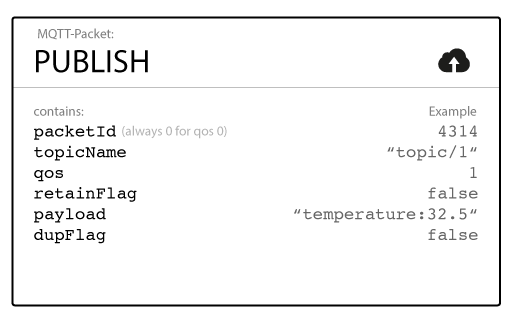 MQTT-Packet:
PUBLISH
contains: Example
packetId (always 0 for qos 0) 4314
topicName “topic/1“
qos 1
retainFlag false
payload “temperature:32.5“
dupFlag false